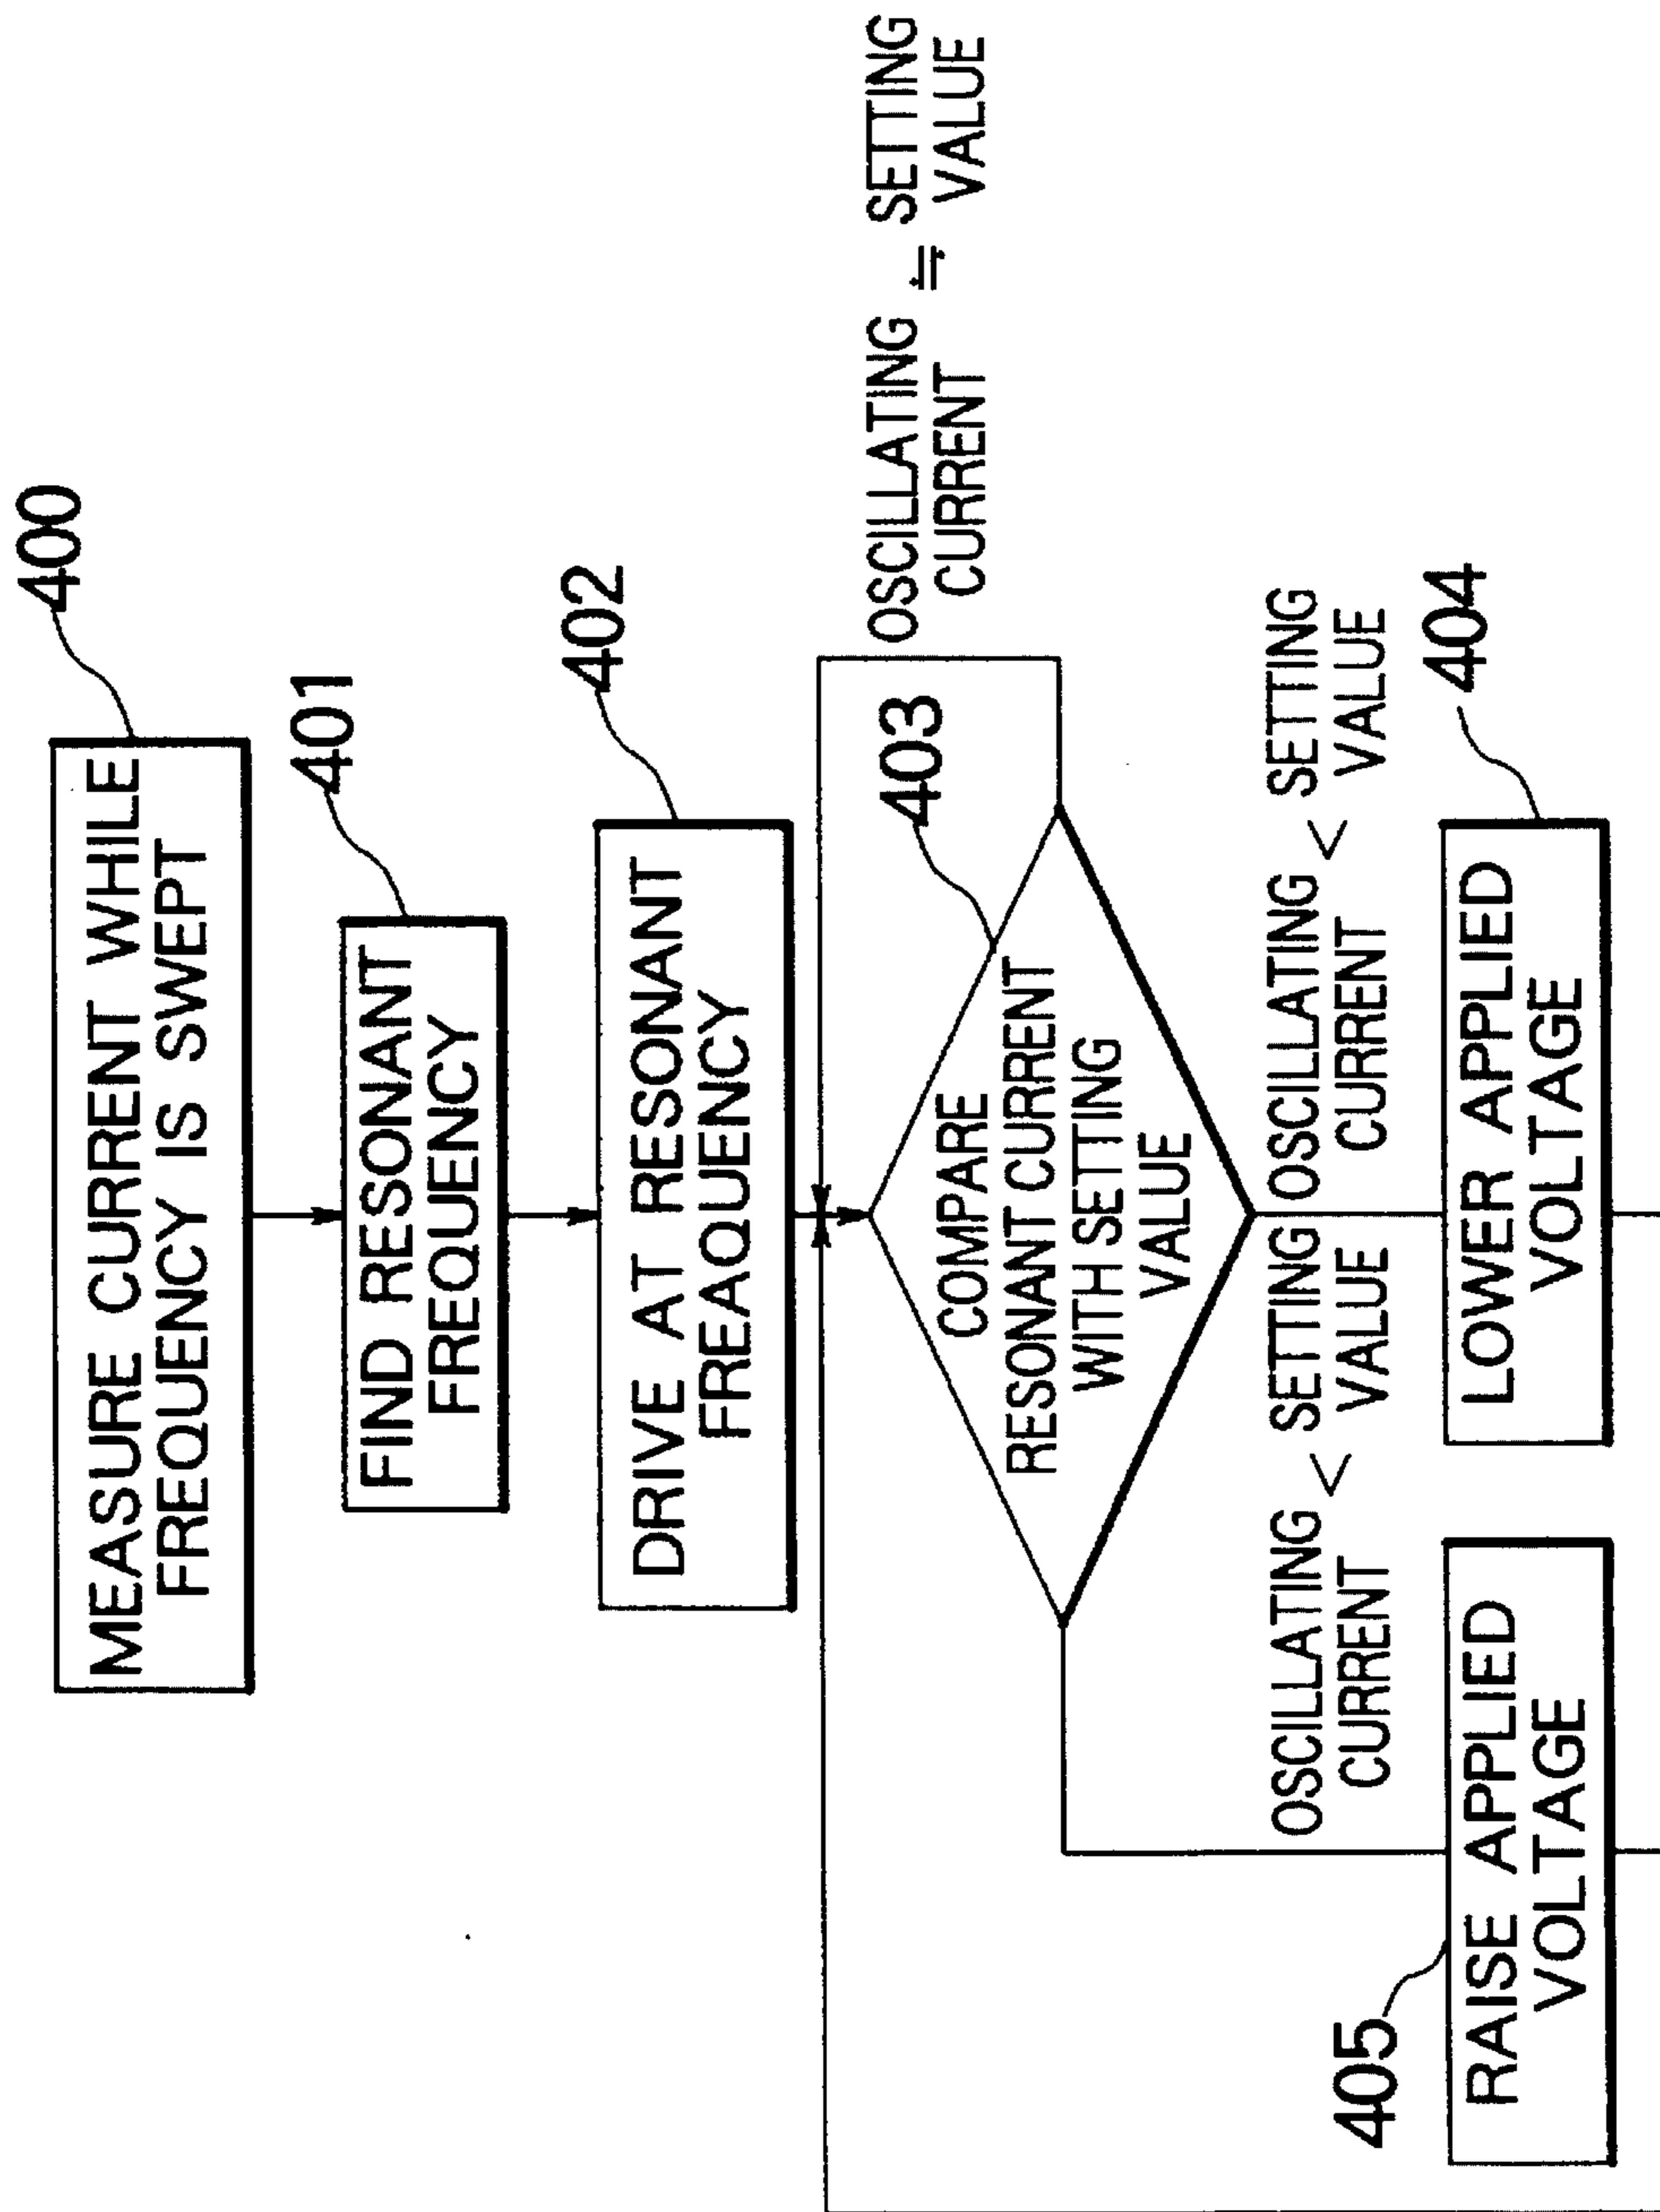 400
MEASURE CURRENT WHILE
FREQUENCY IS SWEPT
401
FIND RESONANT
FREQUENCY
402
DRIVE AT RESONANT
FREAQUENCY
OSCILLATING ≒ SETTING
CURRENT VALUE
403
COMPARE
RESONANT CURRENT
WITH SETTING
VALUE
OSCILLATING < SETTING
CURRENT VALUE
OSCILLATING < SETTING
CURRENT VALUE
404
LOWER APPLIED
VOLTAGE
405
RAISE APPLIED
VOLTAGE